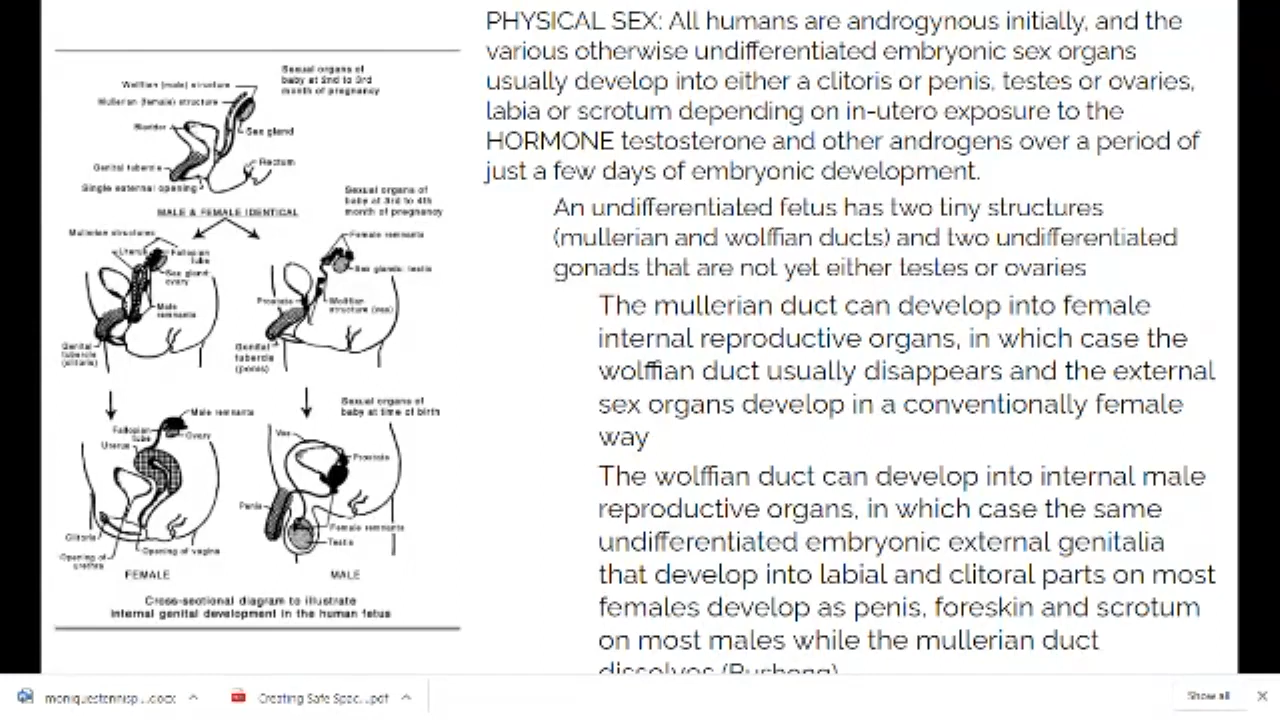 Sexual organs of
baby at 2nd to 3rd
month of pregnancy
Wolffian (male) structure
Mullerian (female) structure
Bladder
Sex gland
Genital tubercle
Rectum
Single external opening
MALE & FEMALE IDENTICAL
Sexual organs of
baby at 3rd to 4th
month of pregnancy
Mullerian structures
Uterus
Fallopian
tube
Sex gland:
ovary
Male
remnants
Genital
tubercle
(clitoris)
Female remnants
Sex glands: testis
Prostate
Wolffian
structure (vas)
Genital
tubercle
(penis)
Sexual organs of
baby at time of birth
Male remnants
Fallopian
tube
Ovary
Uterus
Clitoris
Opening of
urethra
Opening of vagina
FEMALE
Vas
Prostate
Penis
Female remnants
Testis
MALE
Cross-sectional diagram to illustrate
internal genital development in the human fetus
PHYSICAL SEX: All humans are androgynous initially, and the
various otherwise undifferentiated embryonic sex organs
usually develop into either a clitoris or penis, testes or ovaries,
labia or scrotum depending on in-utero exposure to the
HORMONE testosterone and other androgens over a period of
just a few days of embryonic development.
An undifferentiated fetus has two tiny structures
(mullerian and wolffian ducts) and two undifferentiated
gonads that are not yet either testes or ovaries
The mullerian duct can develop into female
internal reproductive organs, in which case the
wolffian duct usually disappears and the external
sex organs develop in a conventionally female
way
The wolffian duct can develop into internal male
reproductive organs, in which case the same
undifferentiated embryonic external genitalia
that develop into labial and clitoral parts on most
females develop as penis, foreskin and scrotum
on most males while the mullerian duct
dissolves
moniquestennisp....docx
Creating Safe Spac....pdf
Show all